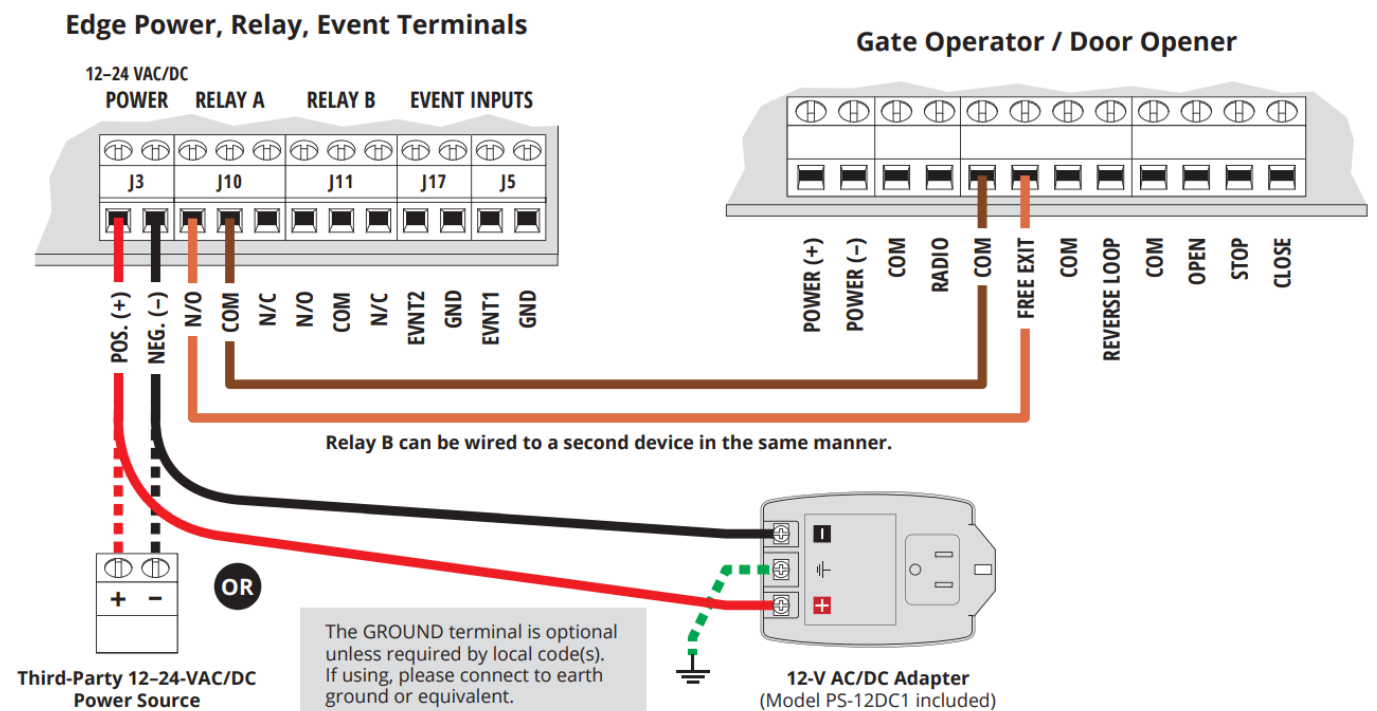 Edge Power, Relay, Event Terminals
Gate Operator / Door Opener
12–24 VAC/DC
POWER RELAY A RELAY B EVENT INPUTS
J3 J10 J11 J17 J5
POS. (+)
NEG. (−)
N/O
COM
N/C
N/O
COM
N/C
EVNT2
GND
EVNT1
GND
POWER (+)
POWER (−)
COM
RADIO
COM
FREE EXIT
COM
REVERSE LOOP
COM
OPEN
STOP
CLOSE
Relay B can be wired to a second device in the same manner.
+ −
OR
Third-Party 12–24-VAC/DC
Power Source
The GROUND terminal is optional
unless required by local code(s).
If using, please connect to earth
ground or equivalent.
−
+
12-V AC/DC Adapter
(Model PS-12DC1 included)